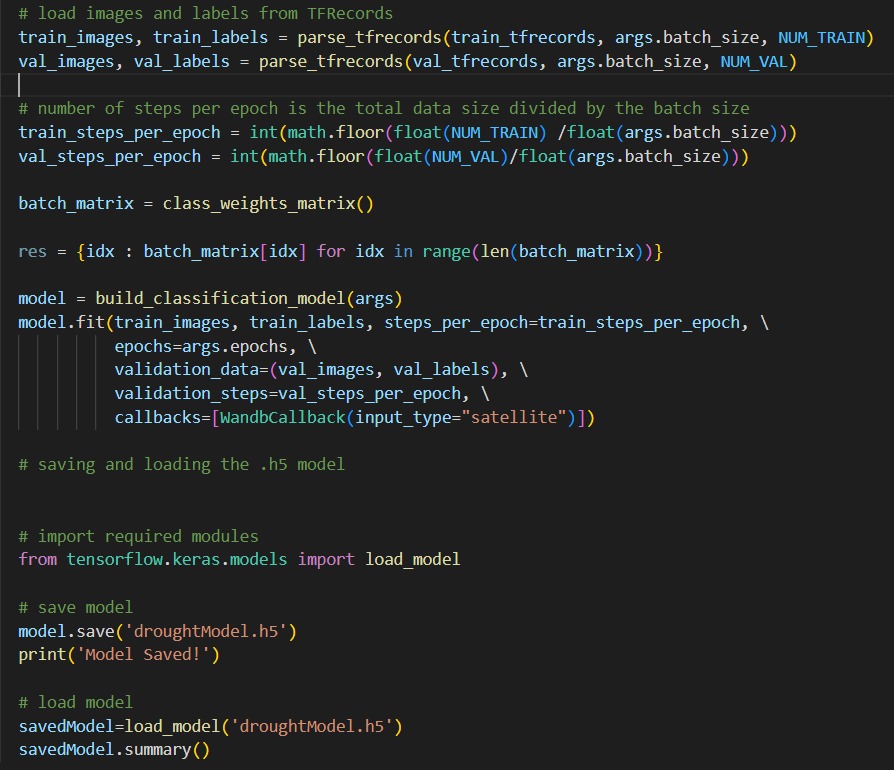 # load images and labels from TFRecords
train_images, train_labels = parse_tfrecords(train_tfrecords, args.batch_size, NUM_TRAIN)
val_images, val_labels = parse_tfrecords(val_tfrecords, args.batch_size, NUM_VAL)
# number of steps per epoch is the total data size divided by the batch size
train_steps_per_epoch = int(math.floor(float(NUM_TRAIN) /float(args.batch_size)))
val_steps_per_epoch = int(math.floor(float(NUM_VAL)/float(args.batch_size)))
batch_matrix = class_weights_matrix()
res = {idx : batch_matrix[idx] for idx in range(len(batch_matrix))}
model = build_classification_model(args)
model.fit(train_images, train_labels, steps_per_epoch=train_steps_per_epoch, \
epochs=args.epochs, \
validation_data=(val_images, val_labels), \
validation_steps=val_steps_per_epoch, \
callbacks=[WandbCallback(input_type="satellite")])
# saving and loading the .h5 model
# import required modules
from tensorflow.keras.models import load_model
# save model
model.save('droughtModel.h5')
print('Model Saved!')
# load model
savedModel=load_model('droughtModel.h5')
savedModel.summary()